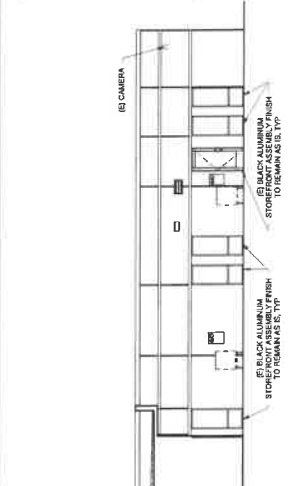 (E) CAMERA
(E) BLACK ALUMINUM
STOREFRONT ASSEMBLY FINISH
TO REMAIN AS IS, TYP
(E) BLACK ALUMINUM
STOREFRONT ASSEMBLY FINISH
TO REMAIN AS IS, TYP